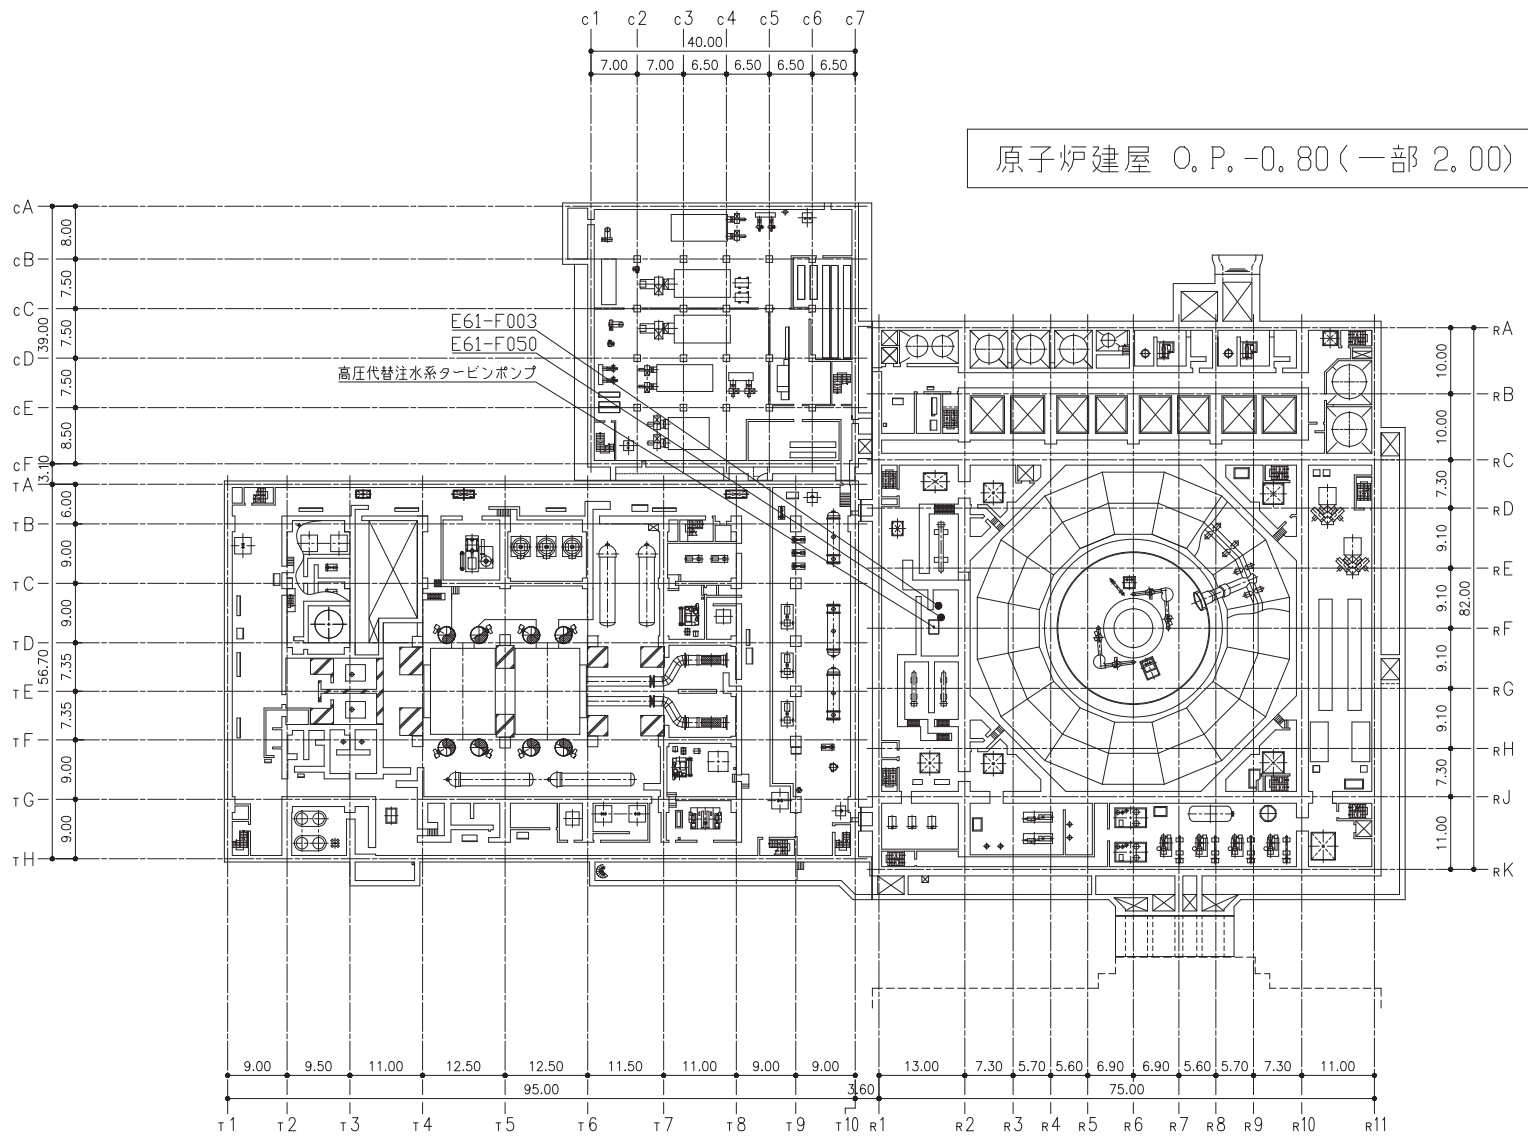 c1 c2 c3 c4 c5 c6 c7
40.00
7.00 7.00 6.50 6.50 6.50 6.50
原子炉建屋 O.P.-0.80(一部 2.00)
cA
8.00
cB
7.50
cC
7.50
39.00
cD
7.50
cE
8.50
cF
3.10
E61-F003
E61-F050
高圧代替注水系タービンポンプ
TA
6.00
TB
9.00
TC
9.00
TD
7.35
56.70
TE
7.35
TF
9.00
TG
9.00
TH
RA
10.00
RB
10.00
RC
7.30
RD
9.10
RE
9.10
82.00
RF
9.10
RG
9.10
RH
7.30
RJ
11.00
RK
9.00 9.50 11.00 12.50 12.50 11.50 11.00 9.00 9.00 13.00 7.30 5.70 5.60 6.90 6.90 5.60 5.70 7.30 11.00
95.00 3.60 75.00
T1 T2 T3 T4 T5 T6 T7 T8 T9 T10 R1 R2 R3 R4 R5 R6 R7 R8 R9 R10 R11